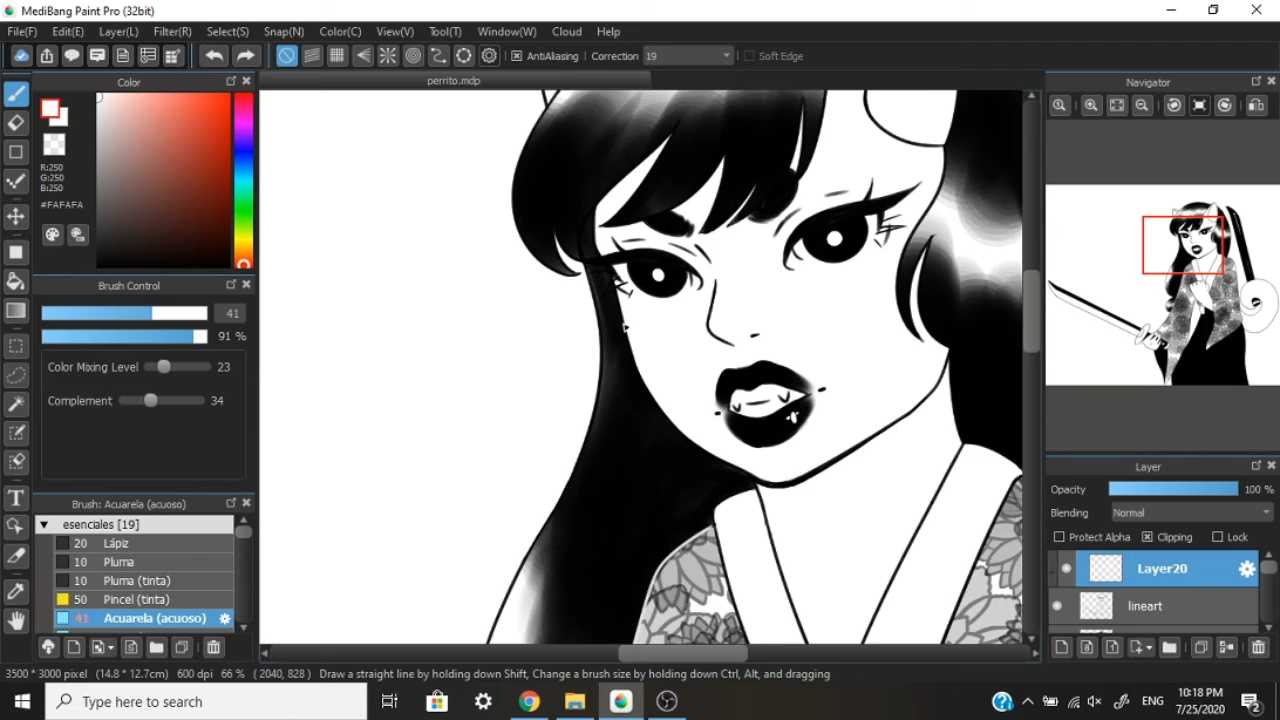 MediBang Paint Pro (32bit)
File(F) Edit(E) Layer(L) Filter(R) Select(S) Snap(N) Color(C) View(V) Tool(T) Window(W) Cloud Help
AntiAliasing Correction 19 Soft Edge
Color
perrito.mdp
Navigator
R:250
G:250
B:250
#FAFAFA
Brush Control
41
91 %
Color Mixing Level 23
Complement 34
Brush: Acuarela (acuoso)
esenciales [19]
20 Lápiz
10 Pluma
10 Pluma (tinta)
50 Pincel (tinta)
41 Acuarela (acuoso)
Layer
Opacity 100 %
Blending Normal
Protect Alpha Clipping Lock
Layer20
lineart
3500 * 3000 pixel (14.8 * 12.7cm) 600 dpi 66 % ( 2040, 828 ) Draw a straight line by holding down Shift, Change a brush size by holding down Ctrl, Alt, and dragging
Type here to search
ENG
10:18 PM
7/25/2020
2